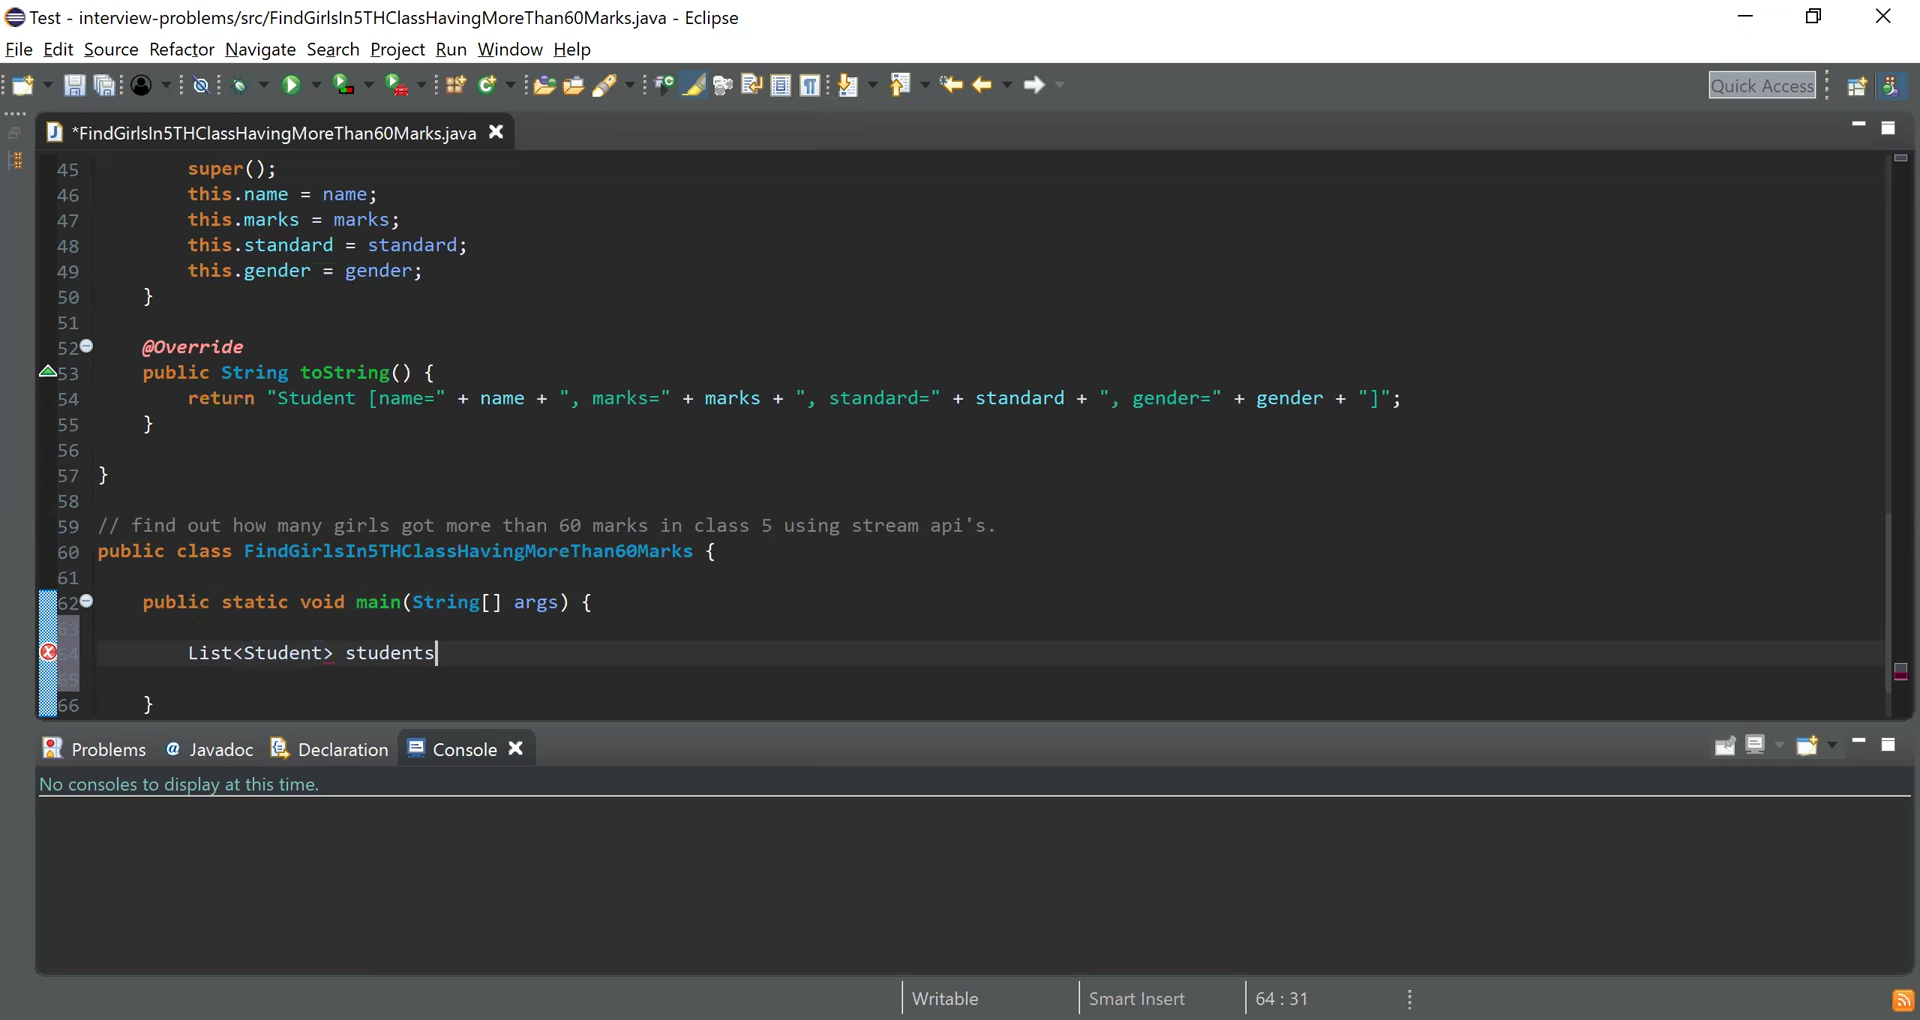 Test - interview-problems/src/FindGirlsIn5THClassHavingMoreThan60Marks.java - Eclipse
File Edit Source Refactor Navigate Search Project Run Window Help
Quick Access
*FindGirlsIn5THClassHavingMoreThan60Marks.java
45 super();
46 this.name = name;
47 this.marks = marks;
48 this.standard = standard;
49 this.gender = gender;
50 }
51
52 @Override
53 public String toString() {
54 return "Student [name=" + name + ", marks=" + marks + ", standard=" + standard + ", gender=" + gender + "]";
55 }
56
57 }
58
59 // find out how many girls got more than 60 marks in class 5 using stream api's.
60 public class FindGirlsIn5THClassHavingMoreThan60Marks {
61
62 public static void main(String[] args) {
63
64 List<Student> students
65
66 }
Problems @ Javadoc Declaration Console
No consoles to display at this time.
Writable Smart Insert 64 : 31